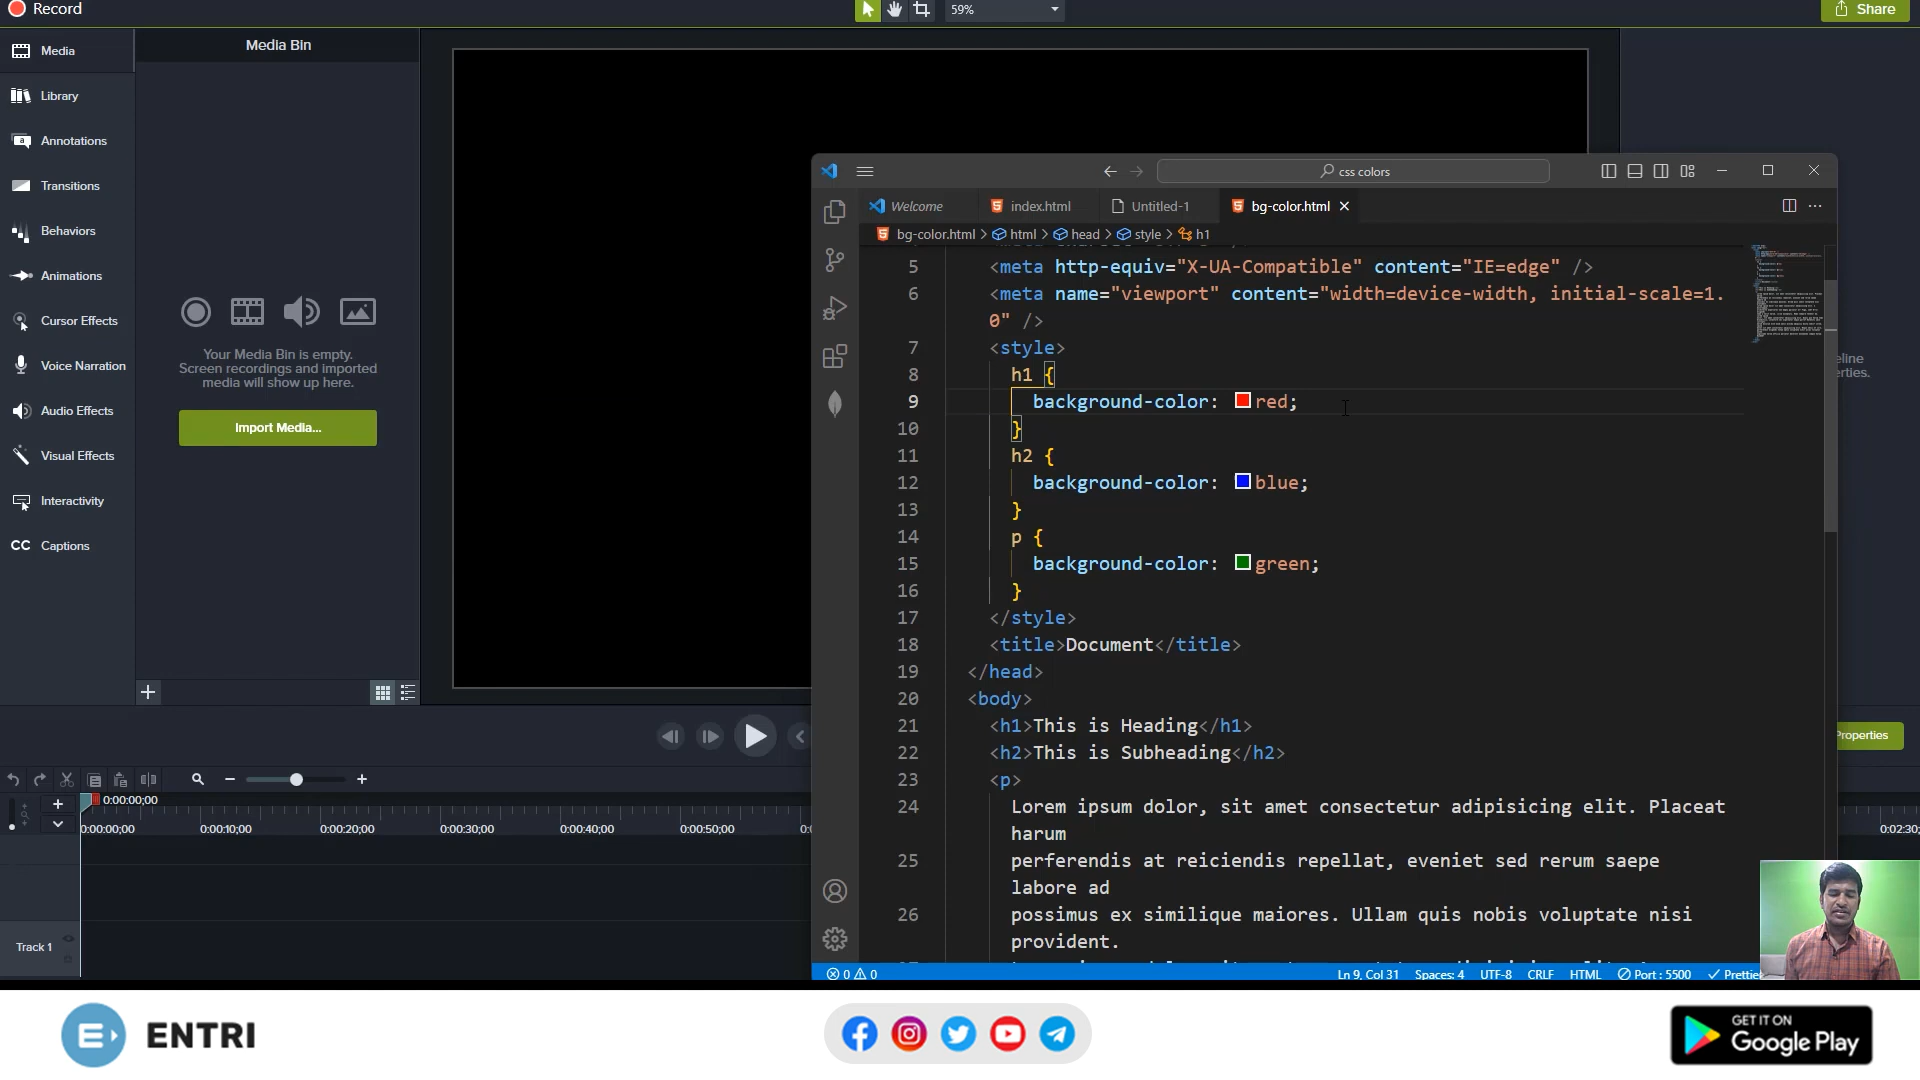 Record
59%
Share
Media
Library
Annotations
Transitions
Behaviors
Animations
Cursor Effects
Voice Narration
Audio Effects
Visual Effects
Interactivity
CC Captions
Media Bin
Your Media Bin is empty.
Screen recordings and imported
media will show up here.
Import Media...
css colors
Welcome
index.html
Untitled-1
bg-color.html
bg-color.html > html > head > style > h1
5 <meta http-equiv="X-UA-Compatible" content="IE=edge" />
6 <meta name="viewport" content="width=device-width, initial-scale=1.
0" />
7 <style>
8 h1 {
9 background-color: red;
10 }
11 h2 {
12 background-color: blue;
13 }
14 p {
15 background-color: green;
16 }
17 </style>
18 <title>Document</title>
19 </head>
20 <body>
21 <h1>This is Heading</h1>
22 <h2>This is Subheading</h2>
23 <p>
24 Lorem ipsum dolor, sit amet consectetur adipisicing elit. Placeat
harum
25 perferendis at reiciendis repellat, eveniet sed rerum saepe
labore ad
26 possimus ex similique maiores. Ullam quis nobis voluptate nisi
provident.
0 0
Ln 9, Col 31 Spaces: 4 UTF-8 CRLF HTML Port : 5500 Prettie
eline
erties.
Properties
0:00:00;00
0:00:00;00 0:00:10;00 0:00:20;00 0:00:30;00 0:00:40;00 0:00:50;00 0:02:30;
Track 1
E ENTRI
GET IT ON
Google Play